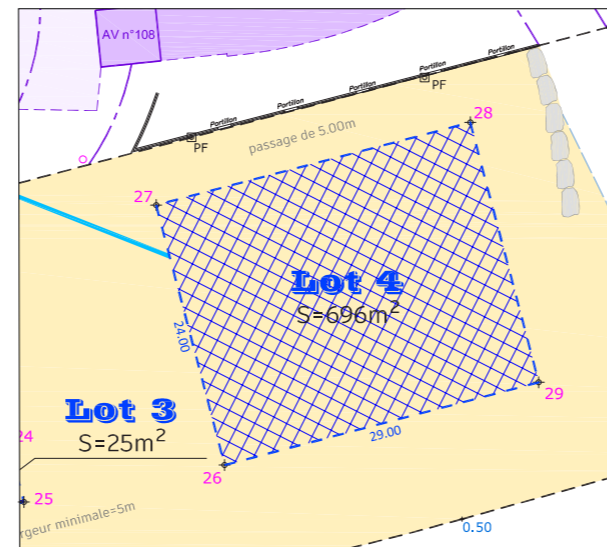 AV n°108
Portillon
Portillon
Portillon
Portillon
Portillon
PF
PF
passage de 5.00m
28
27
Lot 4
S=696m²
24.00
29
29.00
Lot 3
S=25m²
24
26
25
rgeur minimale=5m
0.50